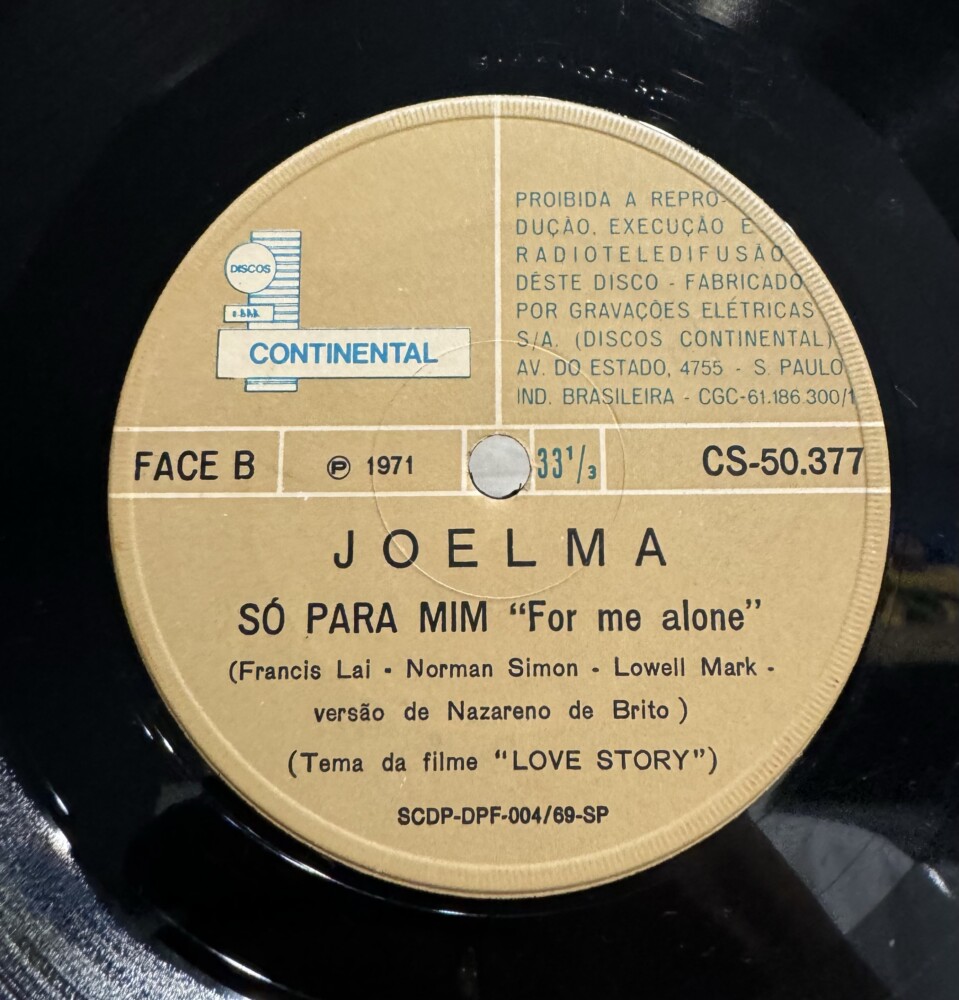 DISCOS
CONTINENTAL
PROIBIDA A REPRO-
DUÇÃO, EXECUÇÃO E
RADIOTELEDIFUSÃO
DÊSTE DISCO - FABRICADO
POR GRAVAÇÕES ELÉTRICAS
S/A. (DISCOS CONTINENTAL)
AV. DO ESTADO, 4755 - S. PAULO
IND. BRASILEIRA - CGC-61.186.300/1
FACE B ℗ 1971 33 1/3 CS-50.377
JOELMA
SÓ PARA MIM “For me alone”
(Francis Lai - Norman Simon - Lowell Mark -
versão de Nazareno de Brito)
(Tema da filme “LOVE STORY”)
SCDP-DPF-004/69-SP